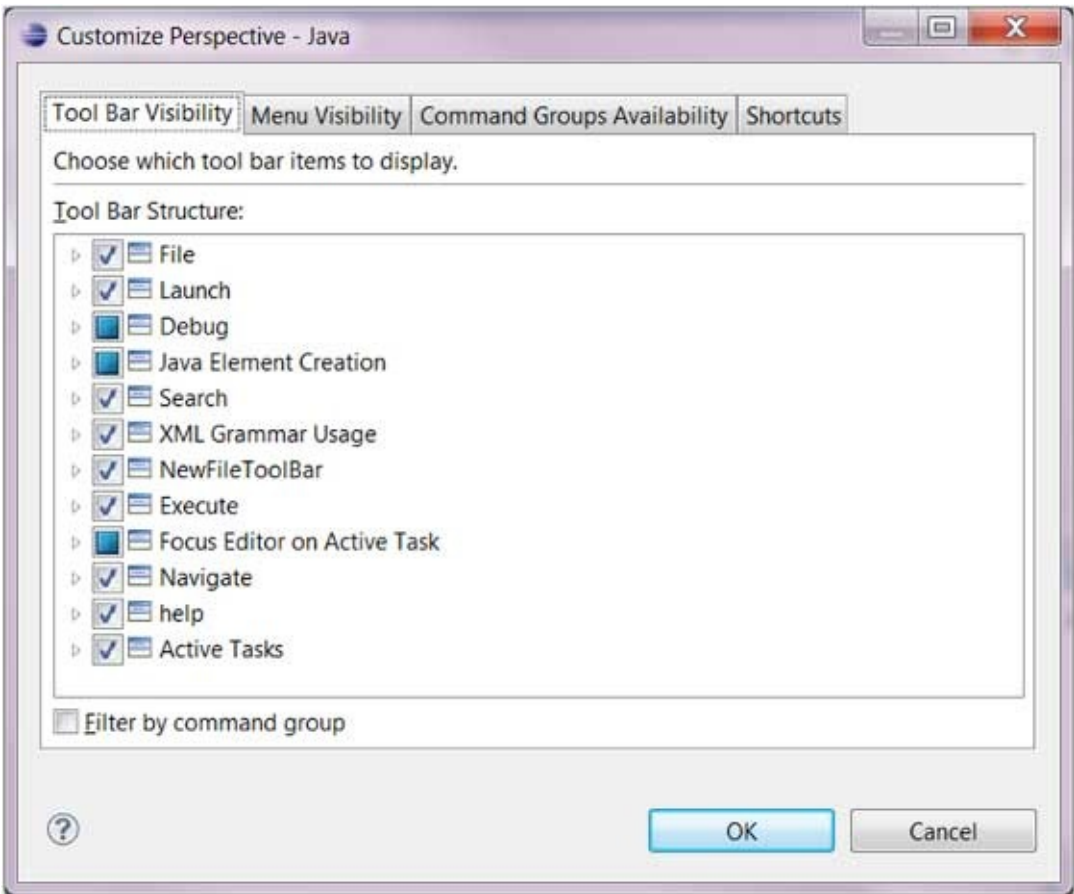 Customize Perspective - Java
Tool Bar Visibility Menu Visibility Command Groups Availability Shortcuts
Choose which tool bar items to display.
Tool Bar Structure:
File
Launch
Debug
Java Element Creation
Search
XML Grammar Usage
NewFileToolBar
Execute
Focus Editor on Active Task
Navigate
help
Active Tasks
Filter by command group
? OK Cancel